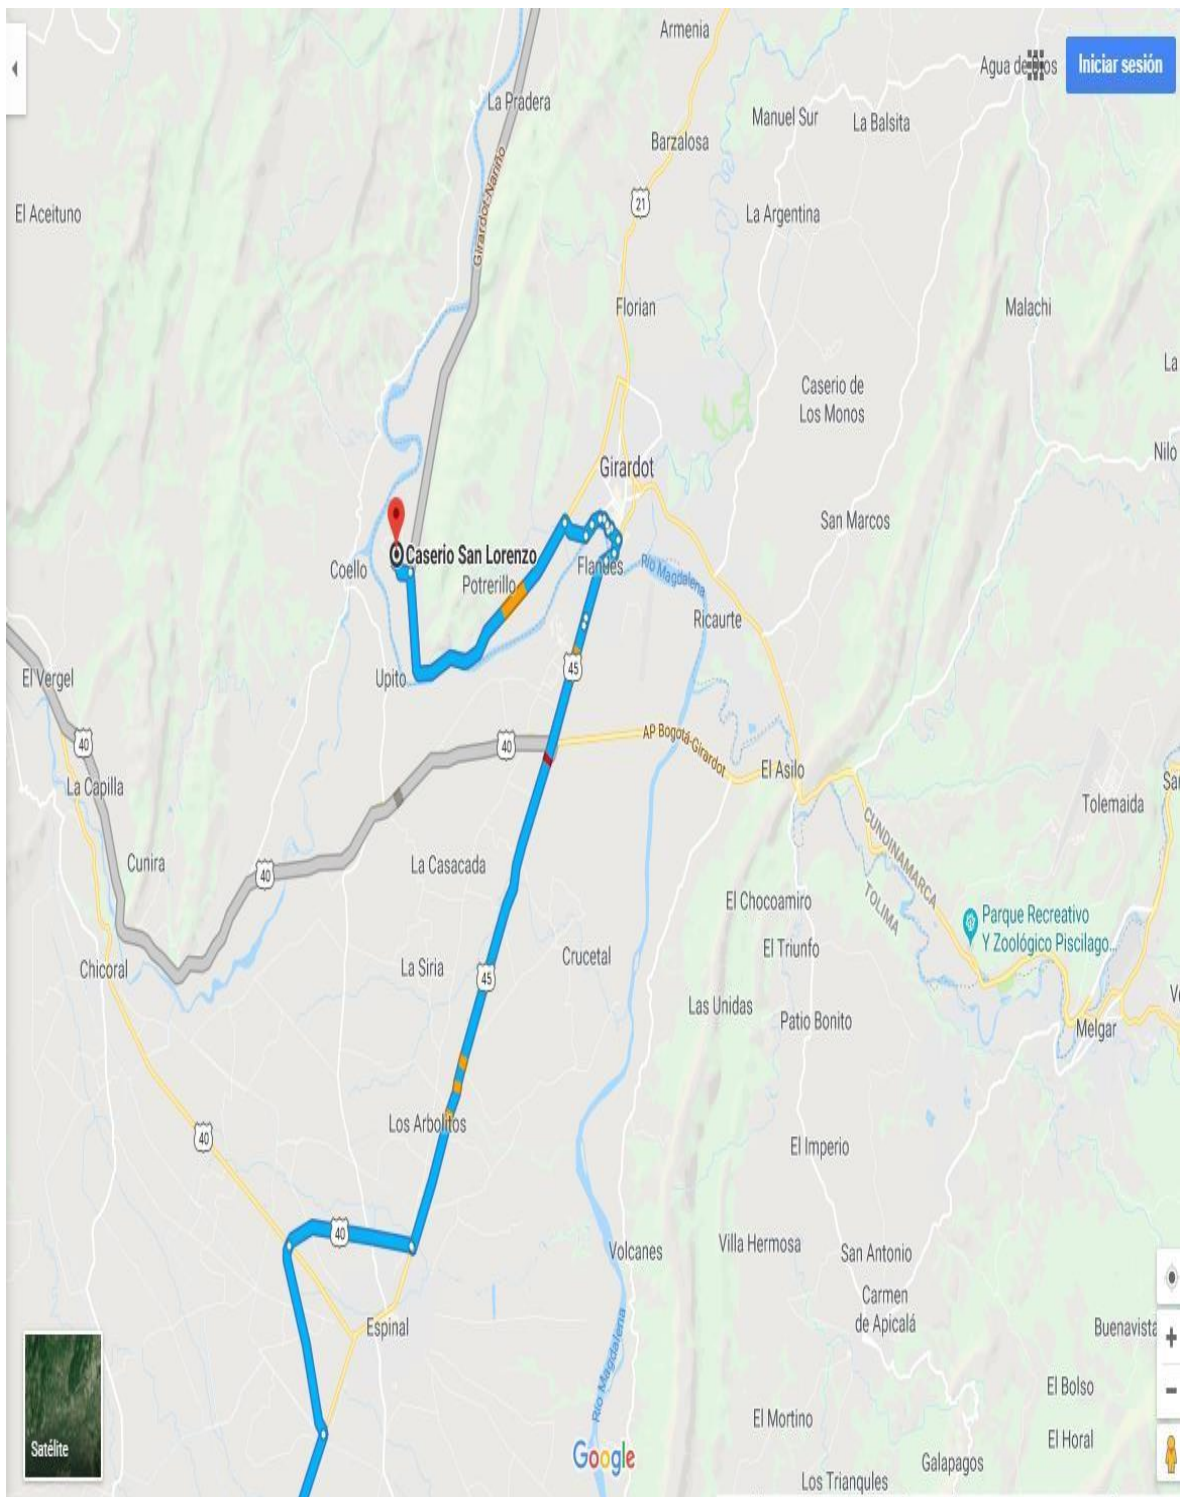 Armenia
Agua de Dios
Iniciar sesión
La Pradera
Manuel Sur
La Balsita
Barzalosa
Girardot-Nariño
21
El Aceituno
La Argentina
Florian
Malachi
La
Caserio de
Los Monos
Girardot
Nilo
San Marcos
Caserio San Lorenzo
Coello
Potrerillo
Flandes
Río Magdalena
Ricaurte
45
El Vergel
Upito
40
40
AP Bogotá-Girardot
El Asilo
La Capilla
Tolemaida
CUNDINAMARCA
TOLIMA
Cunira
La Casacada
40
El Chocoamiro
Parque Recreativo
Y Zoológico Piscilago...
El Triunfo
Crucetal
Chicoral
La Siria
45
Las Unidas
Patio Bonito
Melgar
Los Arbolitos
40
El Imperio
40
Volcanes
Villa Hermosa
San Antonio
Carmen
de Apicalá
Espinal
Buenavista
Río Magdalena
El Bolso
El Mortino
El Horal
Satélite
Google
Galapagos
Los Trianqules